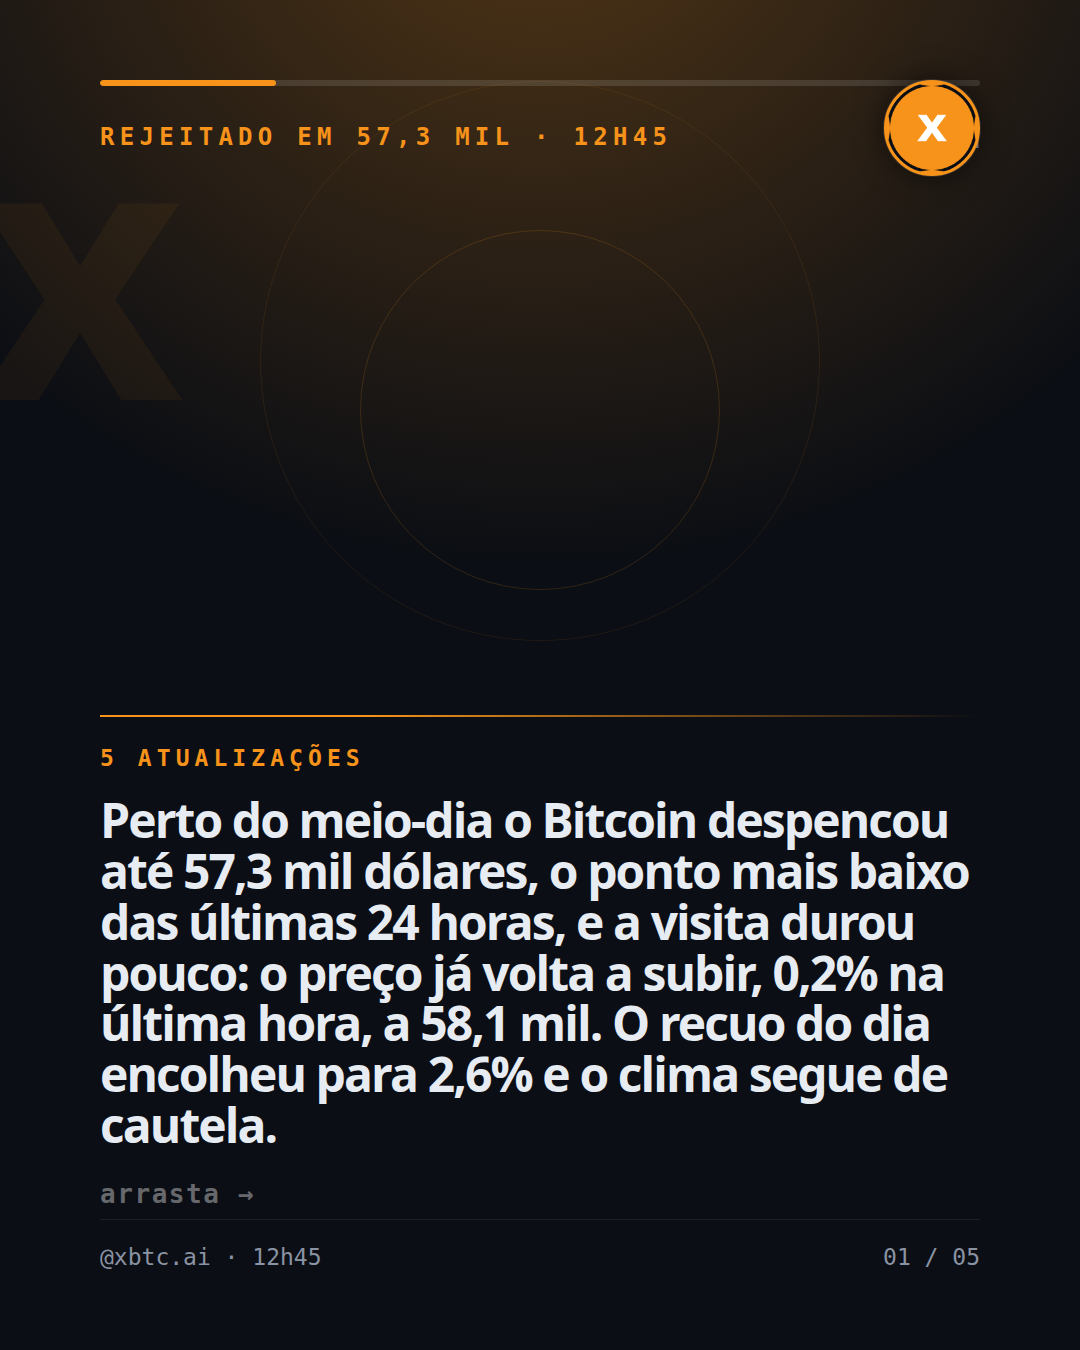 REJEITADO EM 57,3 MIL · 12H45
x
x
5 ATUALIZAÇÕES
Perto do meio-dia o Bitcoin despencou
até 57,3 mil dólares, o ponto mais baixo
das últimas 24 horas, e a visita durou
pouco: o preço já volta a subir, 0,2% na
última hora, a 58,1 mil. O recuo do dia
encolheu para 2,6% e o clima segue de
cautela.
arrasta →
@xbtc.ai · 12h45
01 / 05